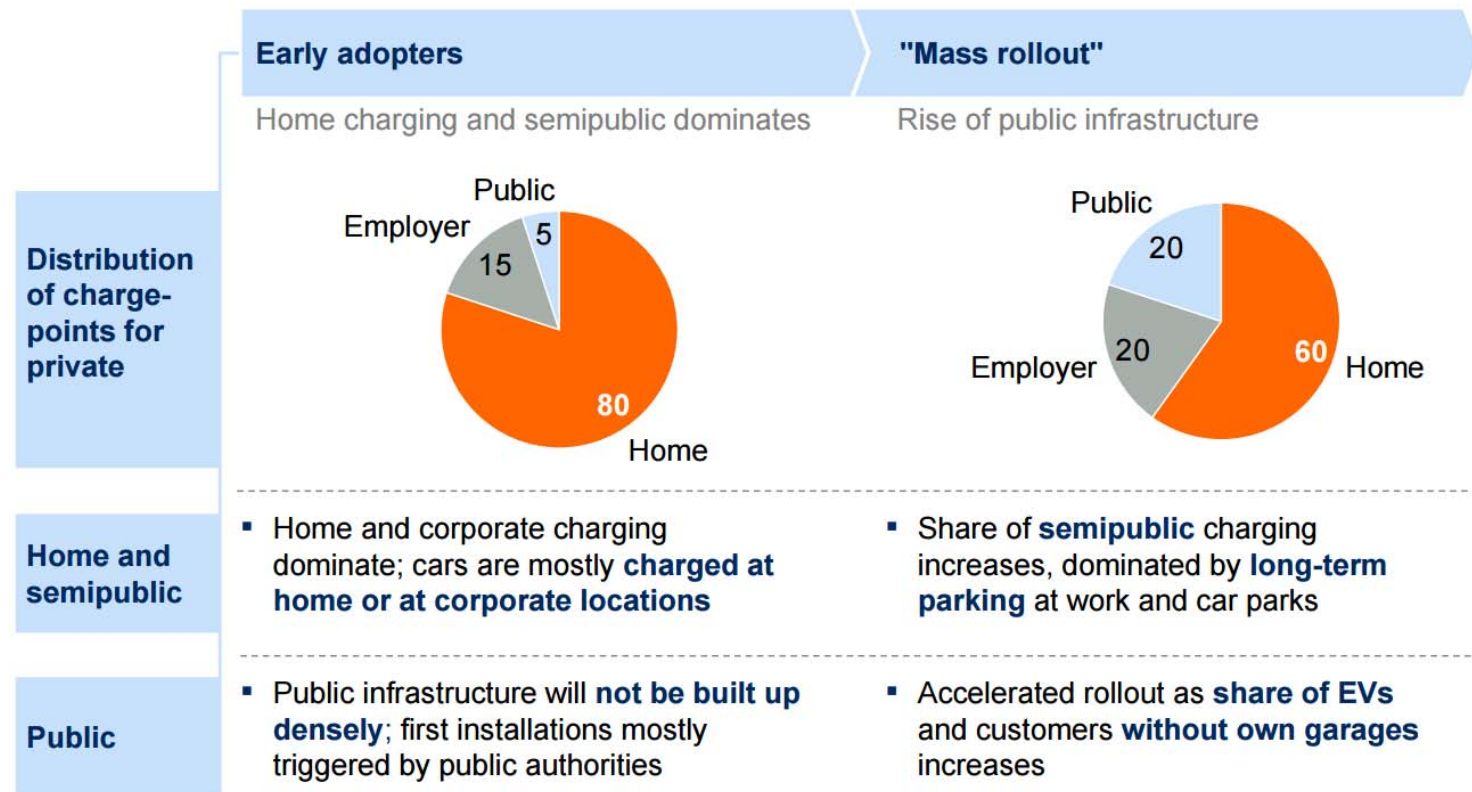 Early adopters
"Mass rollout"
Home charging and semipublic dominates
Rise of public infrastructure
Distribution
of charge-
points for
private
Public
Employer
5
15
80
Home
Public
20
Employer
20
60
Home
Home and
semipublic
▪ Home and corporate charging
dominate; cars are mostly charged at
home or at corporate locations
▪ Share of semipublic charging
increases, dominated by long-term
parking at work and car parks
Public
▪ Public infrastructure will not be built up
densely; first installations mostly
triggered by public authorities
▪ Accelerated rollout as share of EVs
and customers without own garages
increases